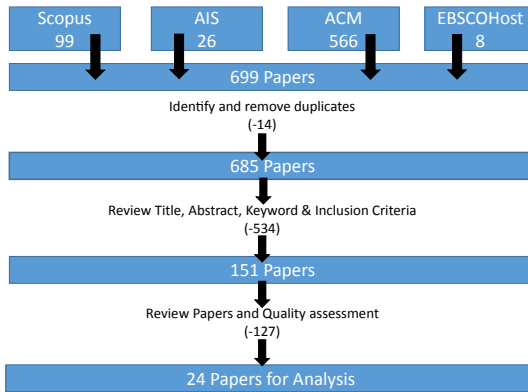 Scopus
99
AIS
26
ACM
566
EBSCOHost
8
699 Papers
Identify and remove duplicates
(-14)
685 Papers
Review Title, Abstract, Keyword & Inclusion Criteria
(-534)
151 Papers
Review Papers and Quality assessment
(-127)
24 Papers for Analysis